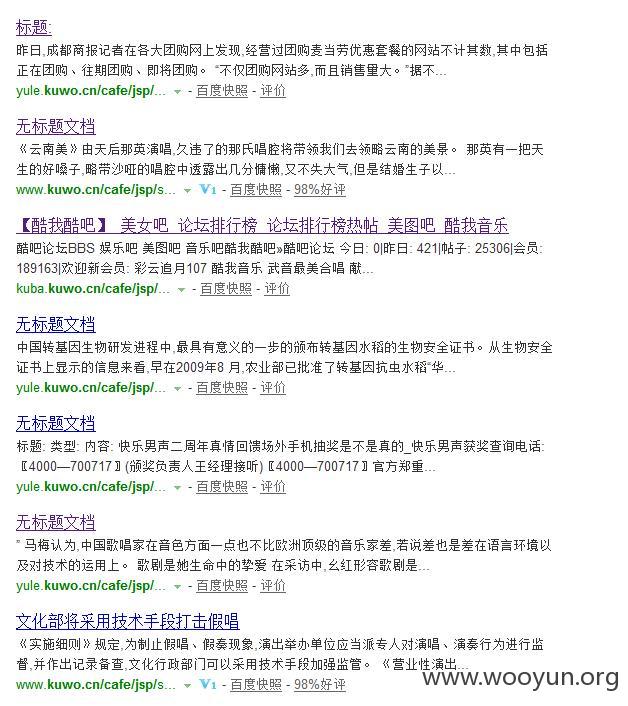 标题:
昨日,成都商报记者在各大团购网上发现,经营过团购麦当劳优惠套餐的网站不计其数,其中包括
正在团购、往期团购、即将团购。 “不仅团购网站多,而且销售量大。”据不...
yule.kuwo.cn/cafe/jsp/... - 百度快照 - 评价
无标题文档
《云南美》由天后那英演唱,久违了的那氏唱腔将带领我们去领略云南的美景。 那英有一把天
生的好嗓子,略带沙哑的唱腔中透露出几分慵懒,又不失大气,但是结婚生子以...
www.kuwo.cn/cafe/jsp/s... V1 - 百度快照 - 98%好评
【酷我酷吧】_美女吧_论坛排行榜_论坛排行榜热帖_美图吧_酷我音乐
酷吧论坛BBS 娱乐吧 美图吧 音乐吧酷我酷吧»酷吧论坛 今日: 0|昨日: 421|帖子: 25306|会员:
189163|欢迎新会员: 彩云追月107 酷我音乐 武音最美合唱 献...
kuba.kuwo.cn/cafe/jsp/... - 百度快照 - 评价
无标题文档
中国转基因生物研发进程中,最具有意义的一步的颁布转基因水稻的生物安全证书。从生物安全
证书上显示的信息来看,早在2009年8 月,农业部已批准了转基因抗虫水稻“华...
yule.kuwo.cn/cafe/jsp/... - 百度快照 - 评价
无标题文档
标题: 类型: 内容: 快乐男声二周年真情回馈场外手机抽奖是不是真的_快乐男声获奖查询电话:
〖4000—700717〗(颁奖负责人王经理接听)〖4000—700717〗官方郑重...
yule.kuwo.cn/cafe/jsp/... - 百度快照 - 评价
无标题文档
” 马梅认为,中国歌唱家在音色方面一点也不比欧洲顶级的音乐家差,若说差也是差在语言环境以
及对技术的运用上。 歌剧是她生命中的挚爱 在采访中,幺红形容歌剧是...
yule.kuwo.cn/cafe/jsp/... - 百度快照 - 评价
文化部将采用技术手段打击假唱
《实施细则》规定,为制止假唱、假奏现象,演出举办单位应当派专人对演唱、演奏行为进行监
督,并作出记录备查,文化行政部门可以采用技术手段加强监管。 《营业性演出...
www.kuwo.cn/cafe/jsp/s... V1 - 百度快照 - 98%好评
www.wooyun.org